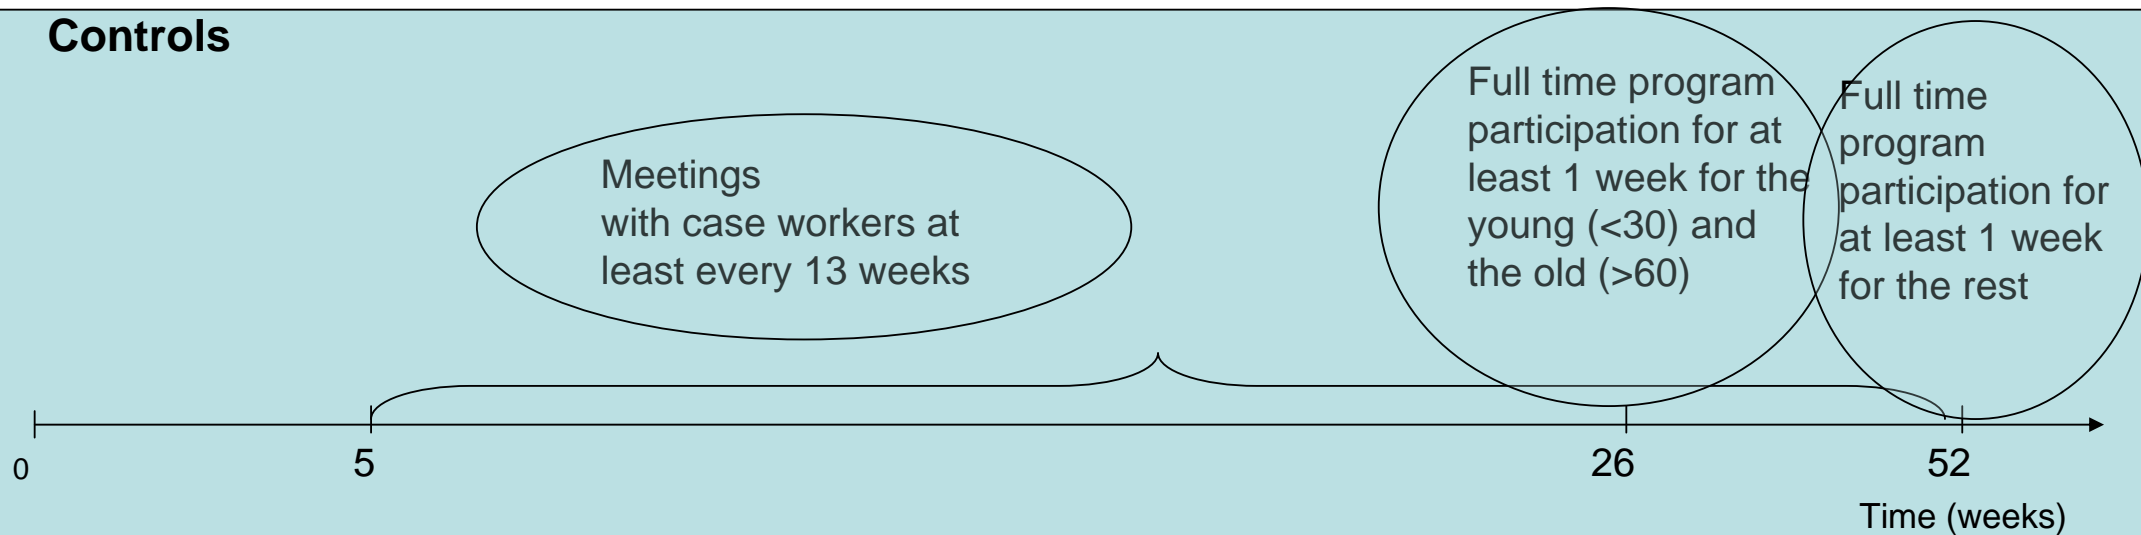 Controls
Meetings
with case workers at
least every 13 weeks
Full time program
participation for at
least 1 week for the
young (<30) and
the old (>60)
Full time
program
participation for
at least 1 week
for the rest
0
5
26
52
Time (weeks)